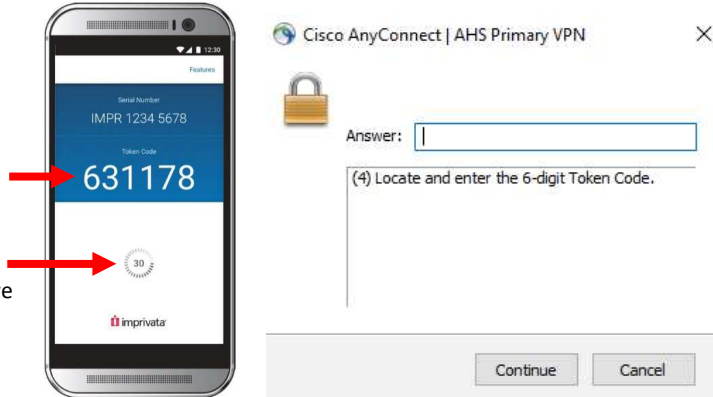 12:30
Features
Serial Number
IMPR 1234 5678
Token Code
631178
30
imprivata
Cisco AnyConnect | AHS Primary VPN
Answer:
(4) Locate and enter the 6-digit Token Code.
Continue
Cancel